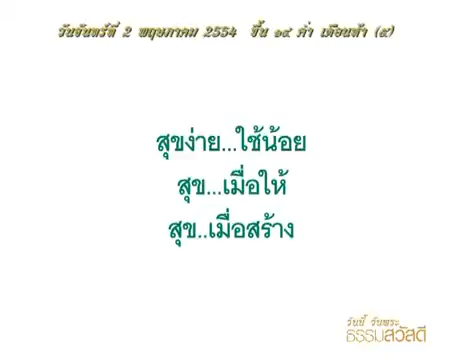 วันจันทร์ที่ 2 พฤษภาคม 2554 ขึ้น ๑๔ ค่ำ เดือนห้า (๕)
สุขง่าย...ใช้น้อย
สุข...เมื่อให้
สุข..เมื่อสร้าง
วันนี้ วันพระ
ธรรมสวัสดี